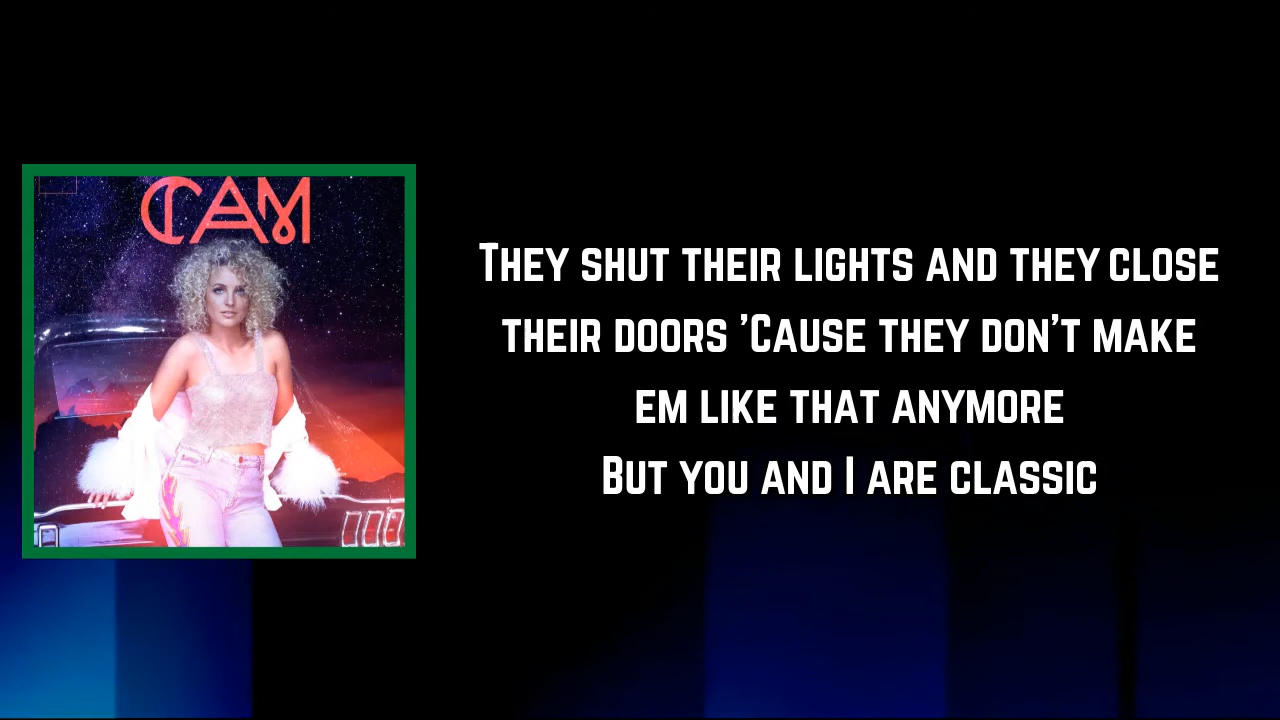 CAM
They shut their lights and they close
their doors 'Cause they don't make
em like that anymore
But you and I are classic